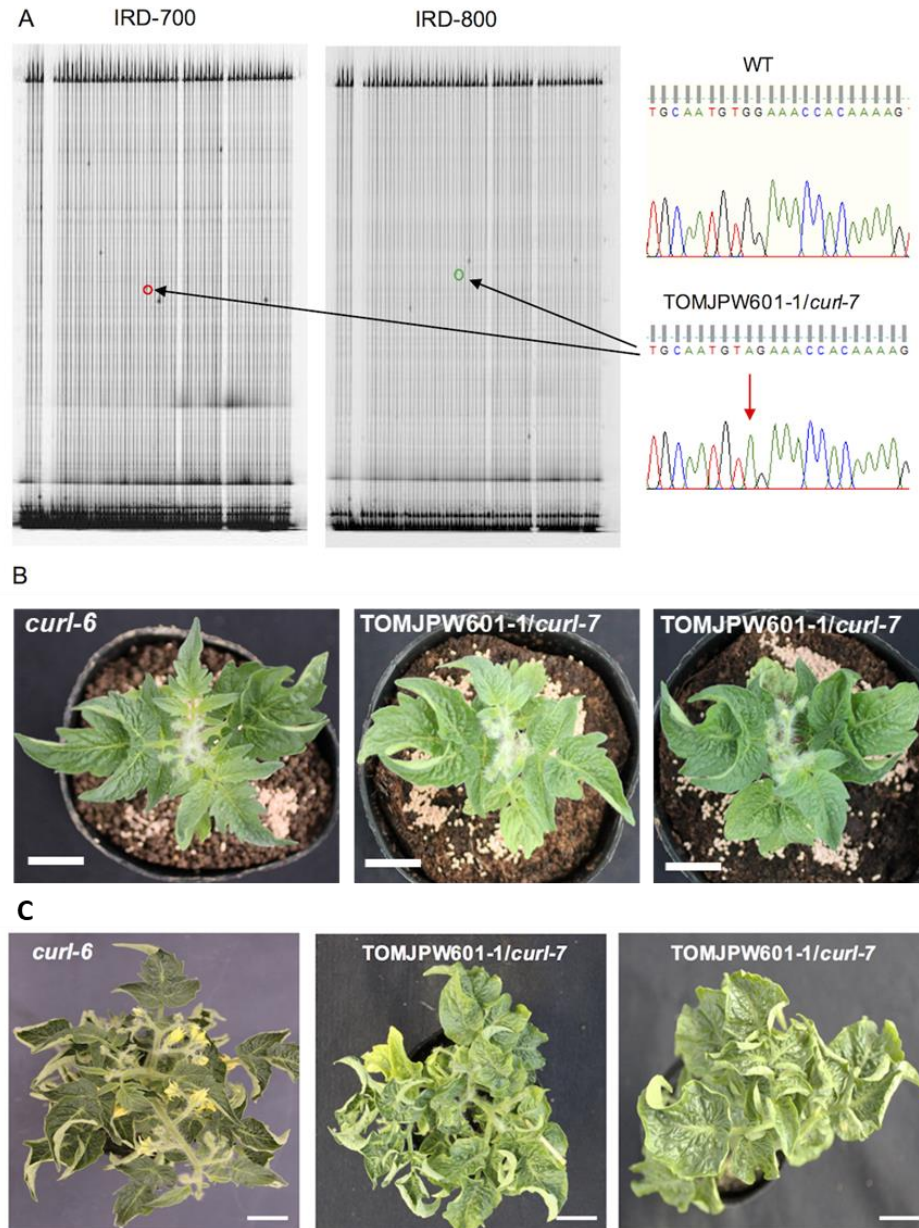 A
IRD-700
IRD-800
WT
TGCAATGTGGAAACCACAAAAG
TOMJPW601-1/curl-7
TGCAATGTAGAAACCACAAAAG
B
curl-6
TOMJPW601-1/curl-7
TOMJPW601-1/curl-7
C
curl-6
TOMJPW601-1/curl-7
TOMJPW601-1/curl-7